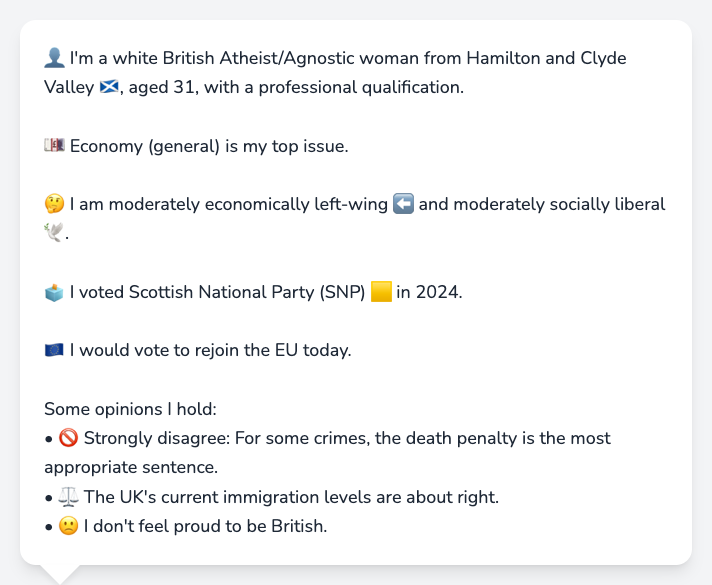 👤 I'm a white British Atheist/Agnostic woman from Hamilton and Clyde
Valley 🏴󠁧󠁢󠁳󠁣󠁴󠁿, aged 31, with a professional qualification.
💷 Economy (general) is my top issue.
🤔 I am moderately economically left-wing ⬅️ and moderately socially liberal
🕊️.
🗳️ I voted Scottish National Party (SNP) 🟨 in 2024.
🇪🇺 I would vote to rejoin the EU today.
Some opinions I hold:
• 🚫 Strongly disagree: For some crimes, the death penalty is the most
appropriate sentence.
• ⚖️ The UK's current immigration levels are about right.
• 🙁 I don't feel proud to be British.